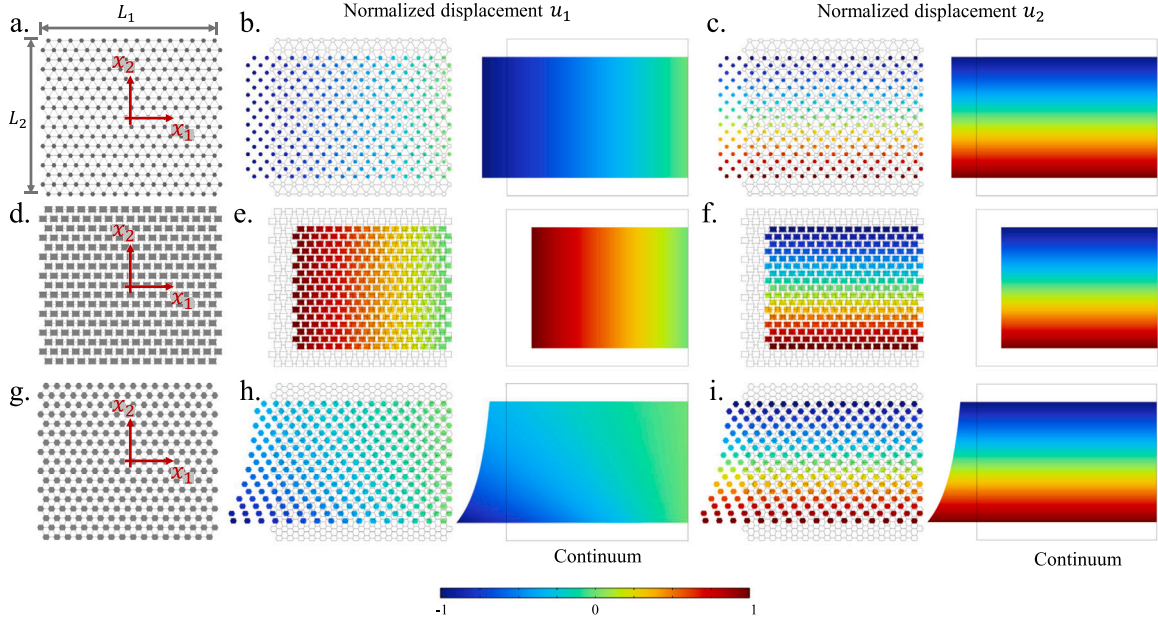 Normalized displacement u₁
Normalized displacement u₂
a.
L₁
b.
c.
x₂
L₂
x₁
d.
e.
f.
x₂
x₁
g.
h.
i.
x₂
x₁
Continuum
Continuum
-1
0
1